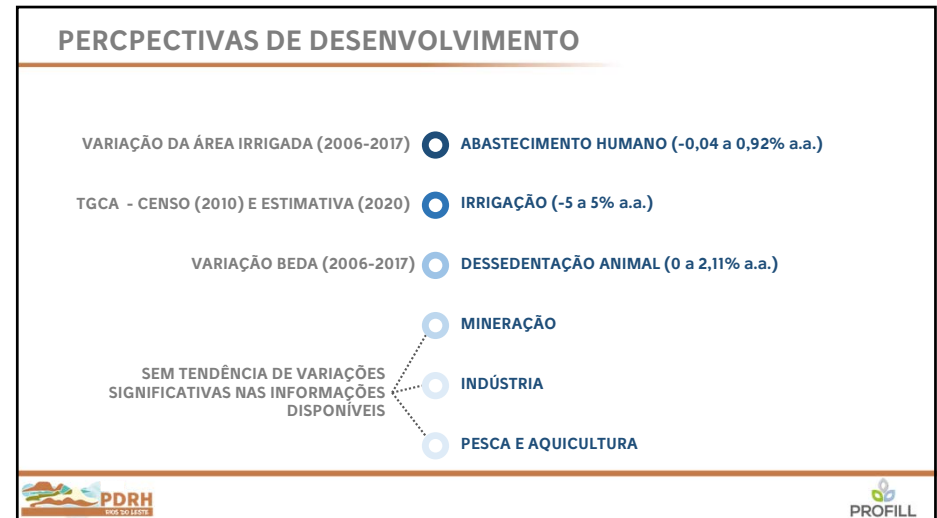 PERCPECTIVAS DE DESENVOLVIMENTO
VARIAÇÃO DA ÁREA IRRIGADA (2006-2017) ABASTECIMENTO HUMANO (-0,04 a 0,92% a.a.)
TGCA - CENSO (2010) E ESTIMATIVA (2020) IRRIGAÇÃO (-5 a 5% a.a.)
VARIAÇÃO BEDA (2006-2017) DESSEDENTAÇÃO ANIMAL (0 a 2,11% a.a.)
MINERAÇÃO
SEM TENDÊNCIA DE VARIAÇÕES
SIGNIFICATIVAS NAS INFORMAÇÕES
DISPONÍVEIS
INDÚSTRIA
PESCA E AQUICULTURA
PDRH
RIOS DO LESTE
PROFILL